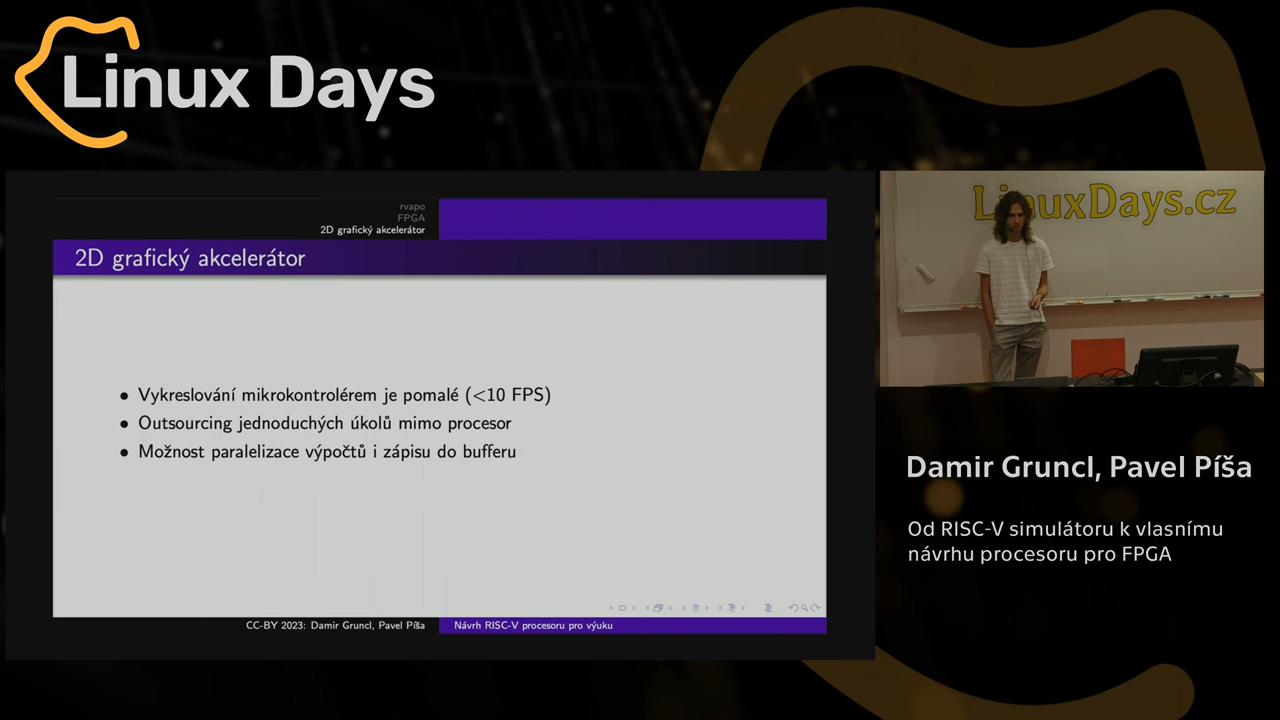 Linux Days
rvapo
FPGA
2D grafický akcelerátor
2D grafický akcelerátor
• Vykreslování mikrokontrolérem je pomalé (<10 FPS)
• Outsourcing jednoduchých úkolů mimo procesor
• Možnost paralelizace výpočtů i zápisu do bufferu
CC-BY 2023: Damir Gruncl, Pavel Píša
Návrh RISC-V procesoru pro výuku
LinuxDays.cz
Damir Gruncl, Pavel Píša
Od RISC-V simulátoru k vlasnímu
návrhu procesoru pro FPGA